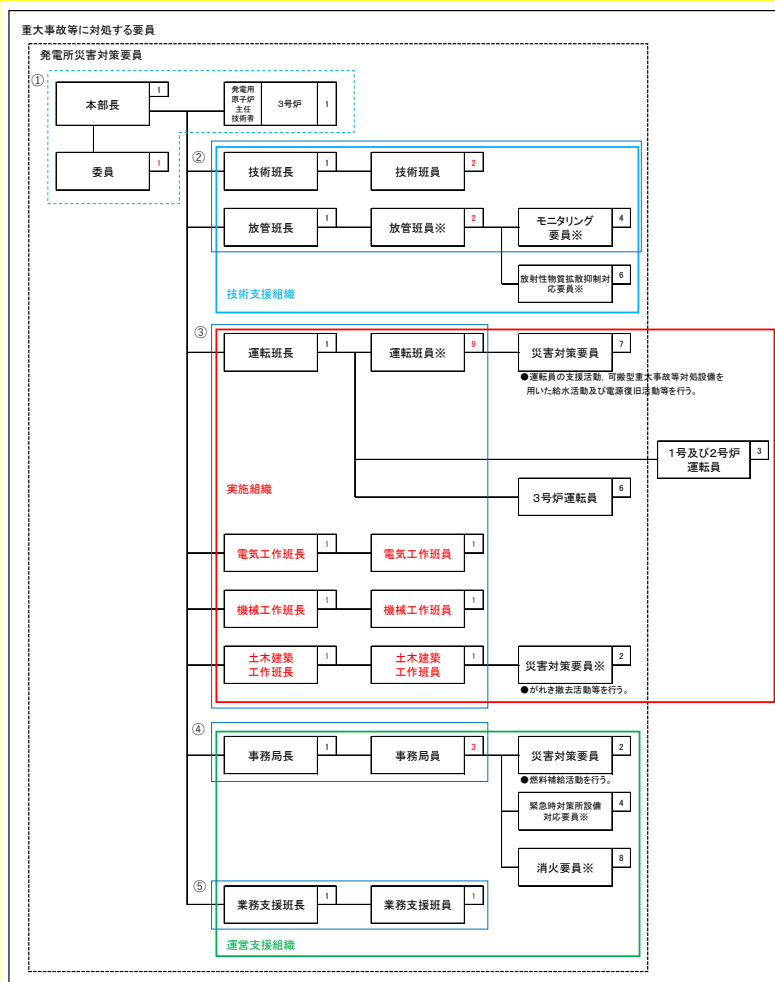 重大事故等に対処する要員
発電所災害対策要員
①
本部長
1
発電用
原子炉
主任
技術者
3号炉
1
委員
1
②
技術班長
1
技術班員
2
放管班長
1
放管班員※
2
モニタリング
要員※
4
放射性物質拡散抑制対
応要員※
6
技術支援組織
③
運転班長
1
運転班員※
9
災害対策要員
7
●運転員の支援活動，可搬型重大事故等対処設備を
用いた給水活動及び電源復旧活動等を行う。
1号及び2号炉
運転員
3
3号炉運転員
6
実施組織
電気工作班長
1
電気工作班員
1
機械工作班長
1
機械工作班員
1
土木建築
工作班長
1
土木建築
工作班員
1
災害対策要員※
2
●がれき撤去活動等を行う。
④
事務局長
1
事務局員
3
災害対策要員
2
●燃料補給活動を行う。
緊急時対策所設備
対応要員※
4
消火要員※
8
⑤
業務支援班長
1
業務支援班員
1
運営支援組織